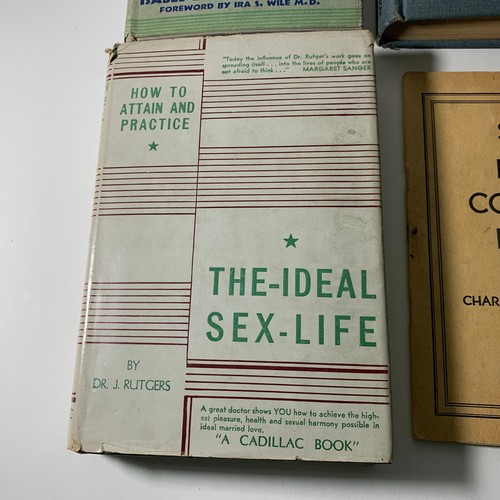 FOREWORD BY IRA S. WILE M.D.
"Today the influence of Dr. Rutger's work goes on
spreading itself . . . into the lives of people who are
not afraid to think . . ." MARGARET SANGER
HOW TO
ATTAIN AND
PRACTICE
THE-IDEAL
SEX-LIFE
BY
DR. J. RUTGERS
A great doctor shows YOU how to achieve the high-
est pleasure, health and sexual harmony possible in
ideal married love.
"A CADILLAC BOOK"
CO
CHAR